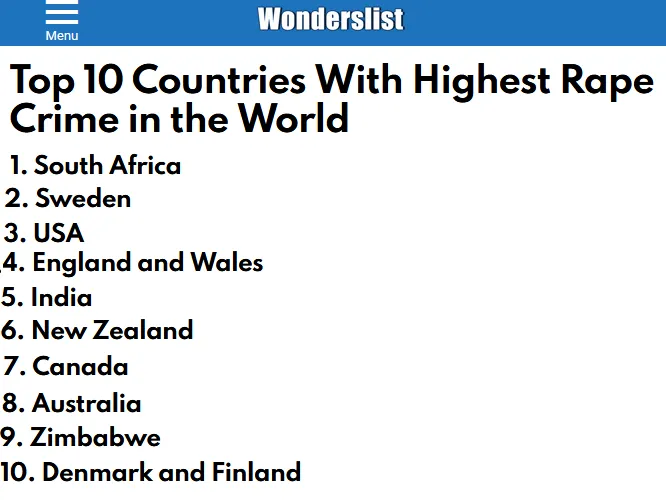 Menu
Wonderslist
Top 10 Countries With Highest Rape
Crime in the World
1. South Africa
2. Sweden
3. USA
4. England and Wales
5. India
6. New Zealand
7. Canada
8. Australia
9. Zimbabwe
10. Denmark and Finland